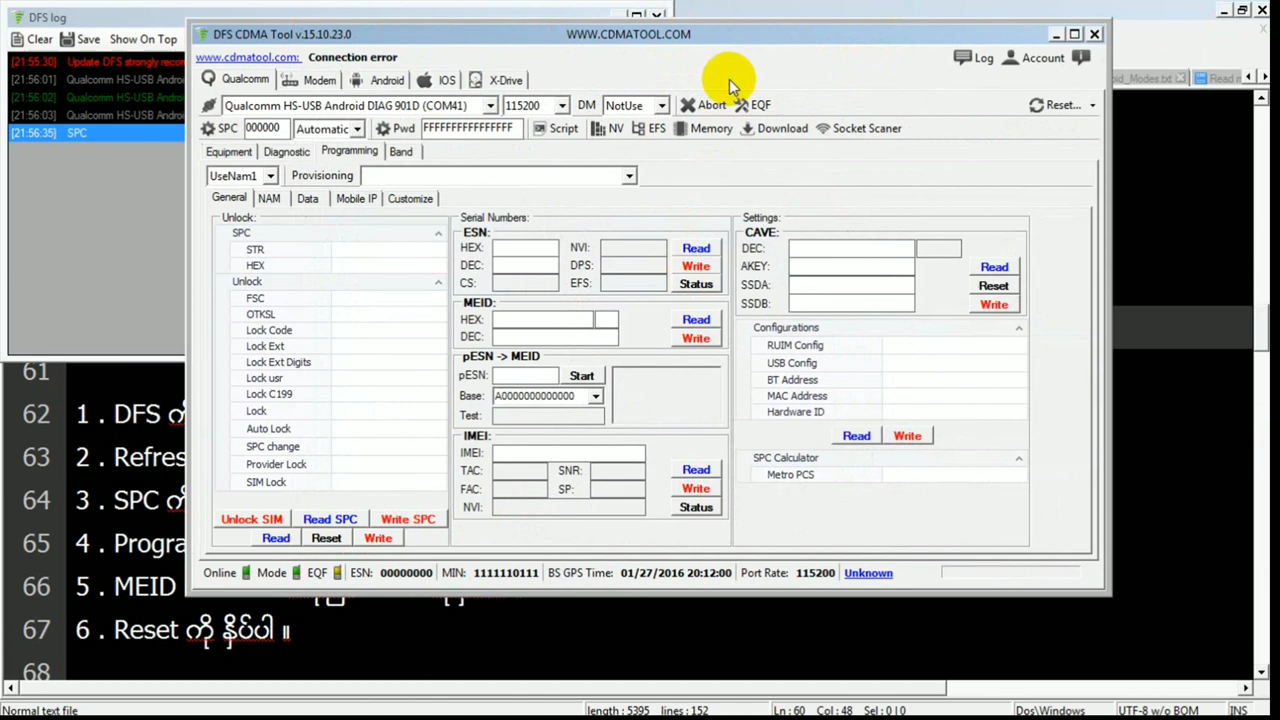 DFS log
Clear Save Show On Top
[21:55:30] Update DFS strongly recom
[21:56:01] Qualcomm HS-USB Android
[21:56:02] Qualcomm HS-USB Android
[21:56:03] Qualcomm HS-USB Android
[21:56:35] SPC
DFS CDMA Tool v.15.10.23.0 WWW.CDMATOOL.COM
www.cdmatool.com: Connection error Log Account
Qualcomm Modem Android IOS X-Drive
Qualcomm HS-USB Android DIAG 901D (COM41) 115200 DM NotUse Abort EQF Reset...
SPC 000000 Automatic Pwd FFFFFFFFFFFFFFFF Script NV EFS Memory Download Socket Scaner
Equipment Diagnostic Programming Band
UseNam1 Provisioning
General NAM Data Mobile IP Customize
Unlock:
SPC
STR
HEX
Unlock
FSC
OTKSL
Lock Code
Lock Ext
Lock Ext Digits
Lock usr
Lock C199
Lock
Auto Lock
SPC change
Provider Lock
SIM Lock
Unlock SIM Read SPC Write SPC
Read Reset Write
Serial Numbers:
ESN:
HEX: NVI: Read
DEC: DPS: Write
CS: EFS: Status
MEID:
HEX: Read
DEC: Write
pESN -> MEID
pESN: Start
Base: A0000000000000
Test:
IMEI:
IMEI:
TAC: SNR: Read
FAC: SP: Write
NVI: Status
Settings:
CAVE:
DEC:
AKEY: Read
SSDA: Reset
SSDB: Write
Configurations
RUIM Config
USB Config
BT Address
MAC Address
Hardware ID
Read Write
SPC Calculator
Metro PCS
Online Mode EQF ESN: 00000000 MIN: 1111110111 BS GPS Time: 01/27/2016 20:12:00 Port Rate: 115200 Unknown
id_Modes.txt Read m
61
62 1 . DFS ကိ
63 2 . Refres
64 3 . SPC ကိ
65 4 . Progra
66 5 . MEID
67 6 . Reset ကို နှိပ်ပါ ။
68
Normal text file length : 5395 lines : 152 Ln : 60 Col : 48 Sel : 0 | 0 Dos\Windows UTF-8 w/o BOM INS